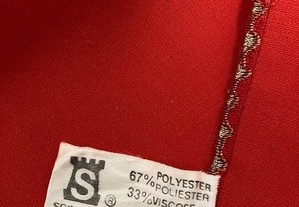 S
®
67% POLYESTER
POLIESTER
33% VISCOSE